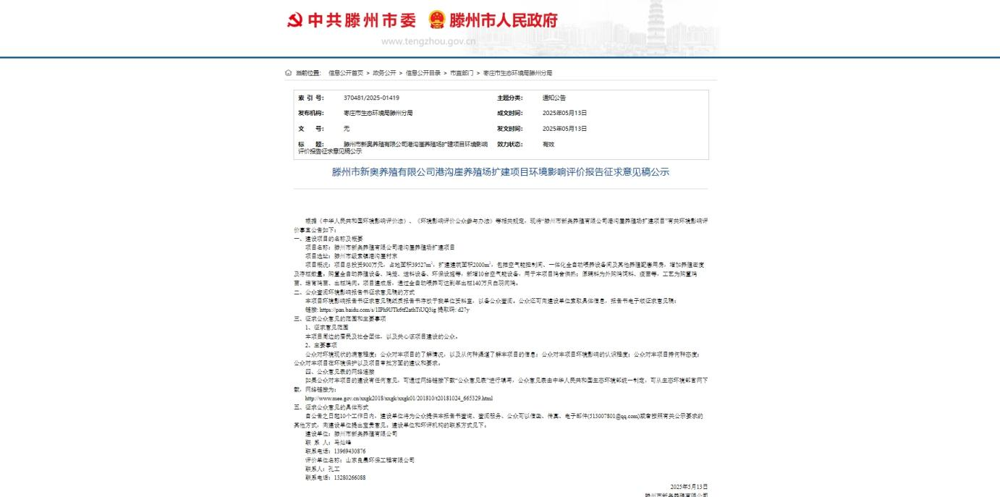 中共滕州市委 滕州市人民政府
www.tengzhou.gov.cn
当前位置： 信息公开首页 > 政务公开 > 信息公开目录 > 市直部门 > 枣庄市生态环境局滕州分局
索 引 号： 370481/2025-01419 主题分类： 通知公告
发布机构： 枣庄市生态环境局滕州分局 成文时间： 2025年05月13日
文 号： 无 发文时间： 2025年05月13日
标 题： 滕州市新奥养殖有限公司港沟崖养殖场扩建项目环境影响 效力状态： 有效
评价报告征求意见稿公示
滕州市新奥养殖有限公司港沟崖养殖场扩建项目环境影响评价报告征求意见稿公示
根据《中华人民共和国环境影响评价法》、《环境影响评价公众参与办法》等相关规定，现将“滕州市新奥养殖有限公司港沟崖养殖场扩建项目”有关环境影响评
价事宜公告如下：
一、建设项目的名称及概要
项目名称：滕州市新奥养殖有限公司港沟崖养殖场扩建项目
项目选址：滕州市级索镇港沟崖村东
项目概况：项目总投资900万元，占地面积39527m²，扩建建筑面积2000m²，包括空气能控制间、一体化全自动喂养设备间及其他养殖配套用房，增加养殖密度
及存栏数量，购置全自动养殖设备、鸡笼、送料设备、环保设施等，新增10台空气能设备，用于本项目鸡舍供热；原辅料为外购鸡饲料、疫苗等，工艺为购置鸡
苗、培育鸡苗、出栏鸡肉。项目建成后，通过全自动喂养可达到年出栏140万只白羽肉鸡。
二、公众查阅环境影响报告书征求意见稿的方式
本项目环境影响报告书征求意见稿纸质报告书存放于我单位资料室，以备公众查阅。公众还可向建设单位索取具体信息，报告书电子版征求意见稿：
链接: https://pan.baidu.com/s/1IPh9UTk6tf2athTiUQ3ig 提取码: d27y
三、征求公众意见的范围和主要事项
1、征求意见范围
本项目周边的居民及社会团体，以及关心该项目建设的公众。
2、主要事项
公众对环境现状的满意程度；公众对本项目的了解情况，以及从何种渠道了解本项目的信息；公众对本项目环境影响的认识程度；公众对本项目持何种态度；
公众对本项目在环境保护以及项目审批方面的建议和要求。
四、公众意见表的网络连接
如果公众对本项目的建设有任何意见，可通过网络链接下载“公众意见表”进行填写，公众意见表由中华人民共和国生态环境部统一制定，可从生态环境部官网下
载，网络链接为：
http://www.mee.gov.cn/xxgk2018/xxgk/xxgk01/201810/t20181024_665329.html
五、征求公众意见的具体形式
自公告之日起10个工作日内，建设单位将为公众提供本报告书查询、查阅服务、公众可以信函、传真、电子邮件(513007801@qq.com)或者按照有关公示要求的
其他方式，向建设单位提出宝贵意见。建设单位和环评机构的联系方式见下。
建设单位：滕州市新奥养殖有限公司
联 系 人：马灿峰
联系电话：13969430876
评价单位名称：山东良晨环保工程有限公司
联系人：孔工
联系电话：13280266088
2025年5月13日
滕州市新奥养殖有限公司